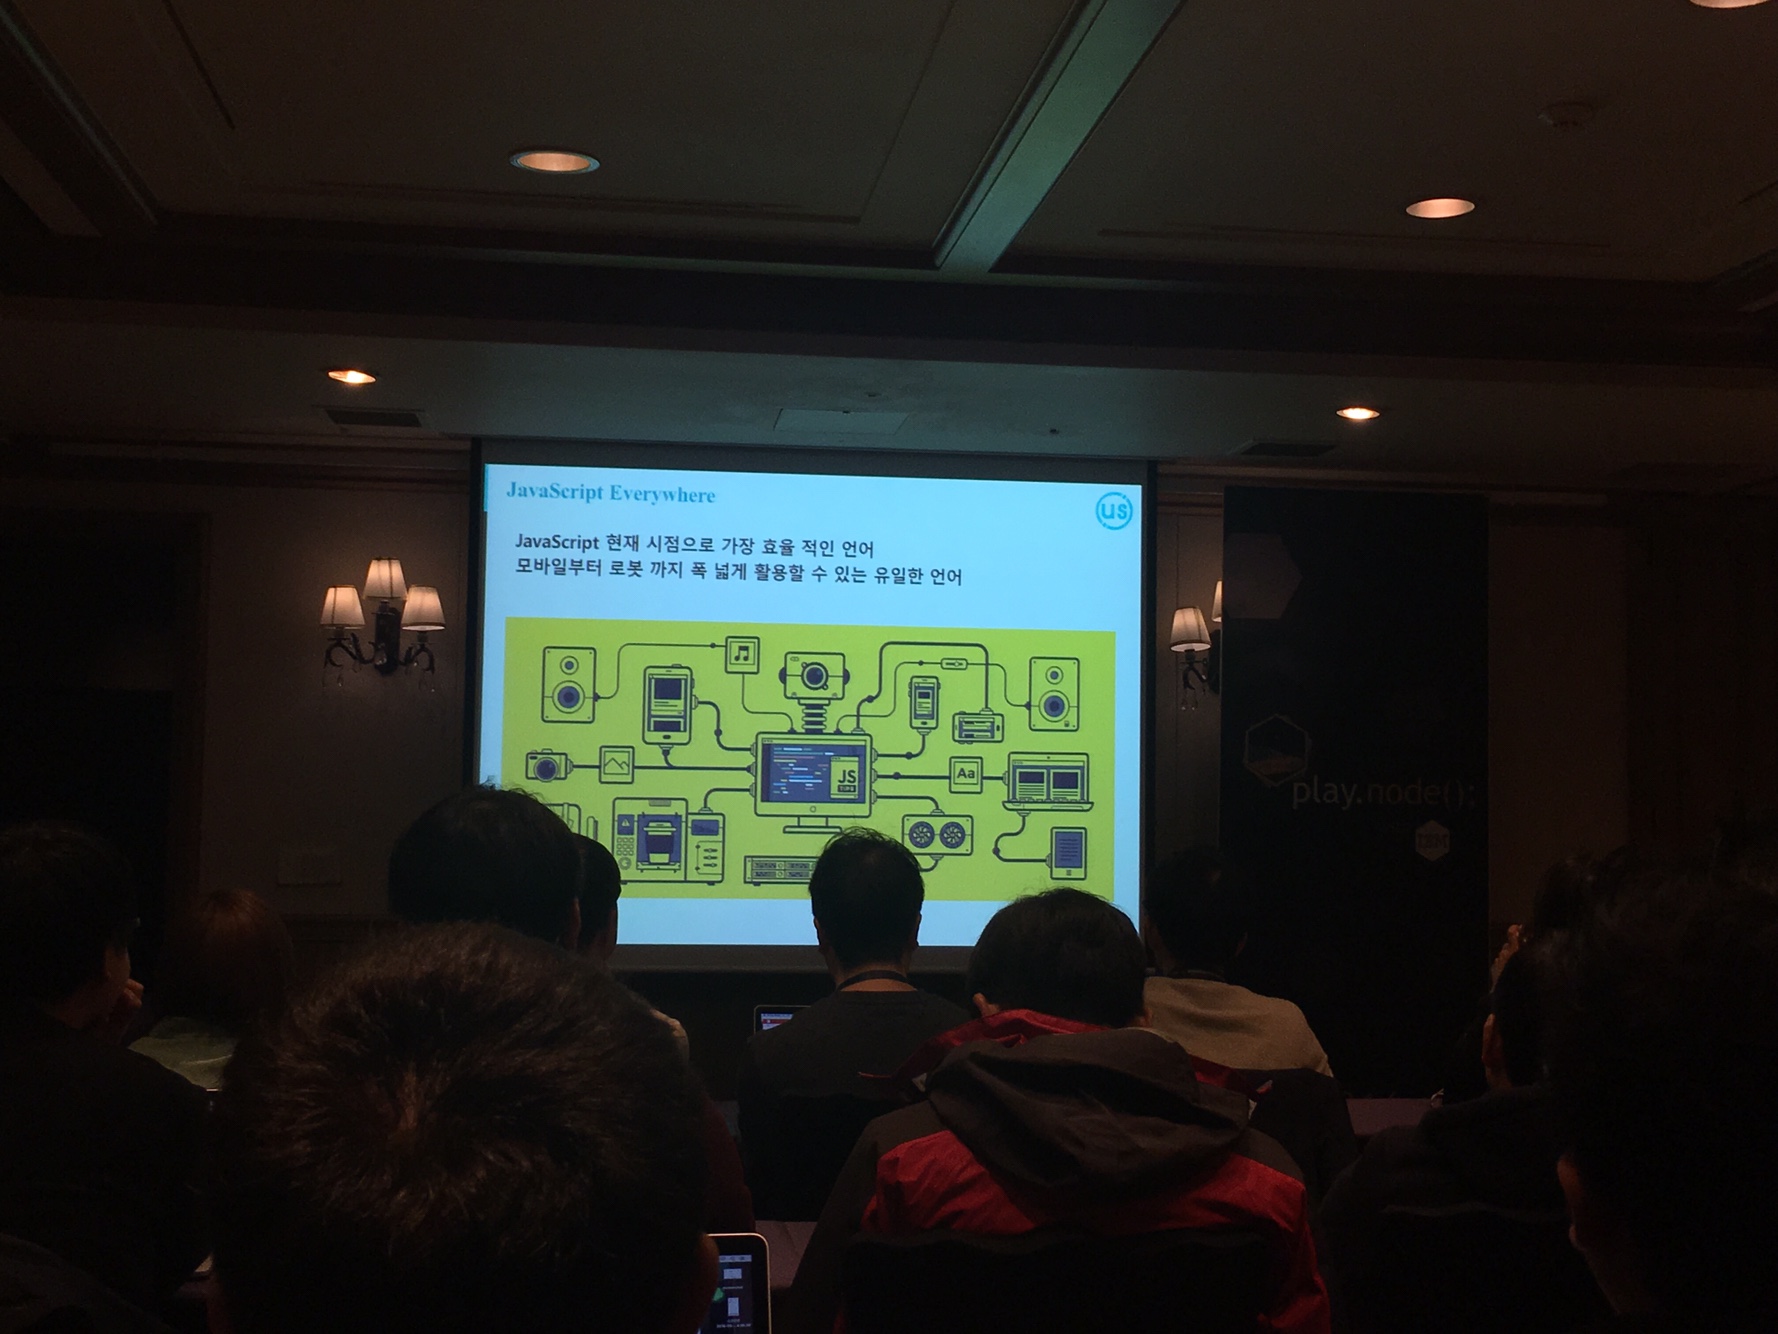 JavaScript Everywhere
us
JavaScript 현재 시점으로 가장 효율 적인 언어
모바일부터 로봇 까지 폭 넓게 활용할 수 있는 유일한 언어
JS
TIPS
Aa
play.node();
IBM